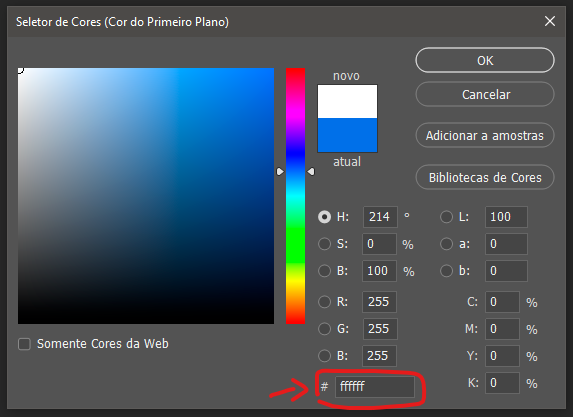 Seletor de Cores (Cor do Primeiro Plano)
novo
atual
OK
Cancelar
Adicionar a amostras
Bibliotecas de Cores
H: 214 °
S: 0 %
B: 100 %
R: 255
G: 255
B: 255
# ffffff
L: 100
a: 0
b: 0
C: 0 %
M: 0 %
Y: 0 %
K: 0 %
Somente Cores da Web